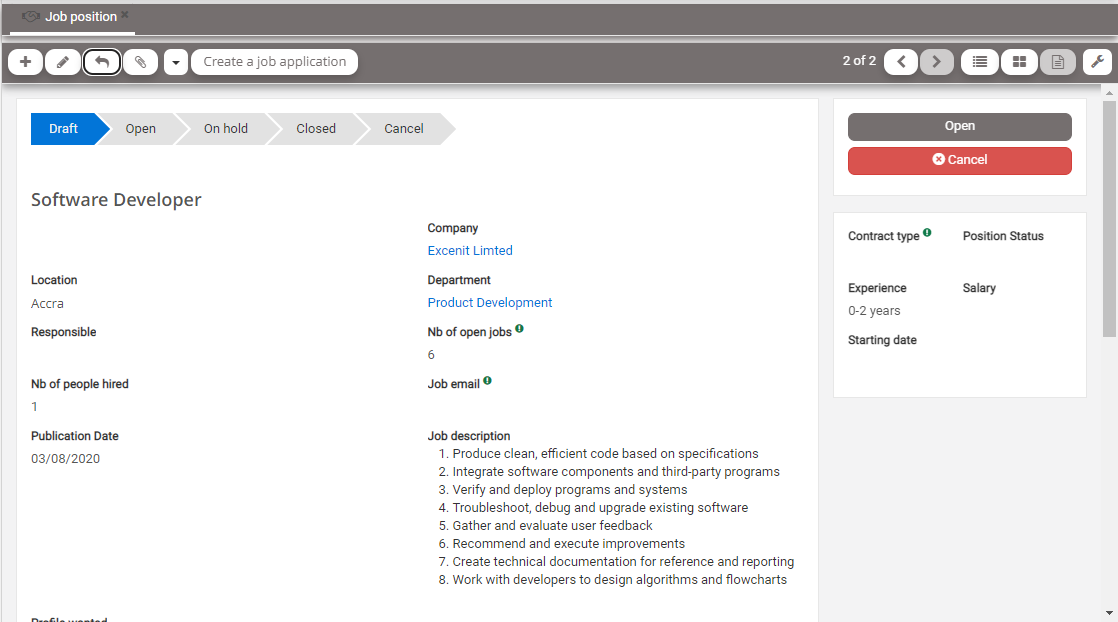 Job position
Create a job application
2 of 2
Draft
Open
On hold
Closed
Cancel
Open
Cancel
Software Developer
Company
Excenit Limted
Location
Accra
Department
Product Development
Responsible
Nb of open jobs
6
Nb of people hired
1
Job email
Publication Date
03/08/2020
Job description
1. Produce clean, efficient code based on specifications
2. Integrate software components and third-party programs
3. Verify and deploy programs and systems
4. Troubleshoot, debug and upgrade existing software
5. Gather and evaluate user feedback
6. Recommend and execute improvements
7. Create technical documentation for reference and reporting
8. Work with developers to design algorithms and flowcharts
Profile wanted
Contract type
Position Status
Experience
0-2 years
Salary
Starting date